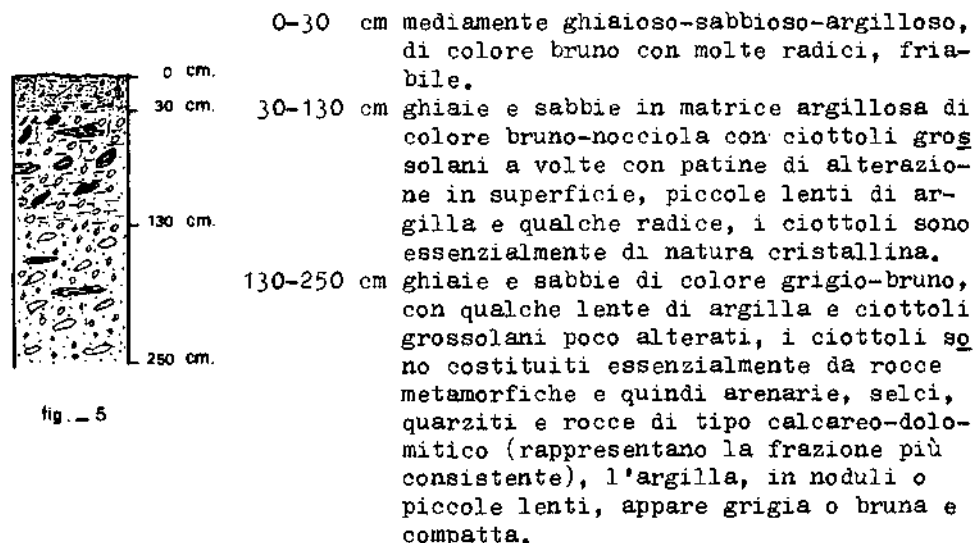 0 cm.
30 cm.
130 cm.
250 cm.
fig. _ 5
0-30 cm mediamente ghiaioso-sabbioso-argilloso,
di colore bruno con molte radici, fria-
bile.
30-130 cm ghiaie e sabbie in matrice argillosa di
colore bruno-nocciola con ciottoli gros
solani a volte con patine di alterazio-
ne in superficie, piccole lenti di ar-
gilla e qualche radice, i ciottoli sono
essenzialmente di natura cristallina.
130-250 cm ghiaie e sabbie di colore grigio-bruno,
con qualche lente di argilla e ciottoli
grossolani poco alterati, i ciottoli so
no costituiti essenzialmente da rocce
metamorfiche e quindi arenarie, selci,
quarziti e rocce di tipo calcareo-dolo-
mitico (rappresentano la frazione più
consistente), l'argilla, in noduli o
piccole lenti, appare grigia o bruna e
compatta.